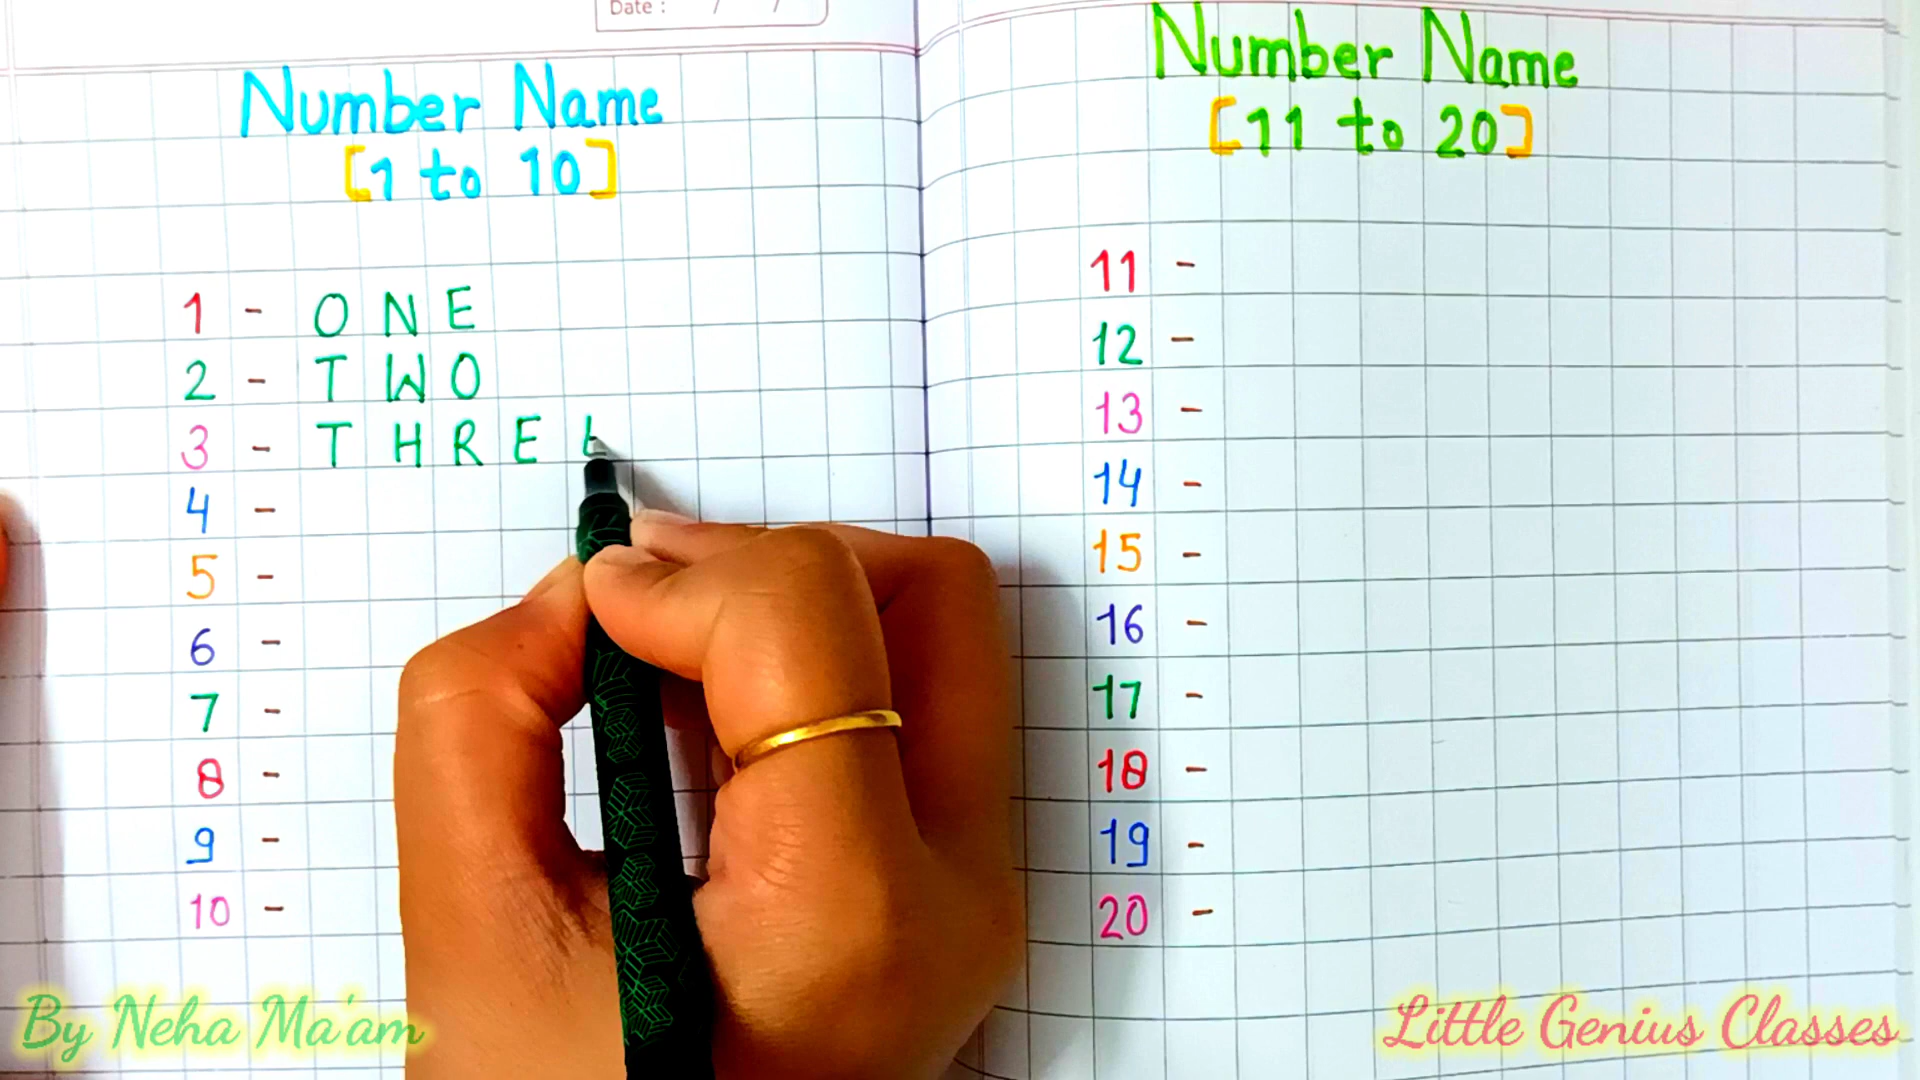 Date : / /
Number Name
[1 to 10]
1 - ONE
2 - TWO
3 - THREE
4 -
5 -
6 -
7 -
8 -
9 -
10 -
Number Name
[11 to 20]
11 -
12 -
13 -
14 -
15 -
16 -
17 -
18 -
19 -
20 -
By Neha Ma'am
Little Genius Classes